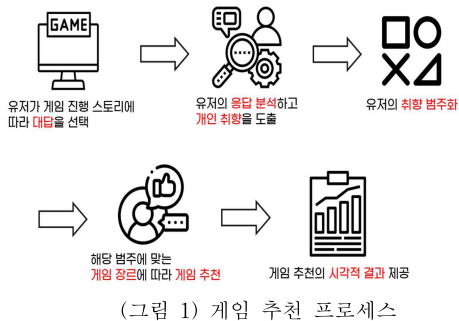 GAME
유저가 게임 진행 스토리에
따라 대답을 선택
유저의 응답 분석하고
개인 취향을 도출
유저의 취향 범주화
해당 범주에 맞는
게임 장르에 따라 게임 추천
게임 추천의 시각적 결과 제공
(그림 1) 게임 추천 프로세스